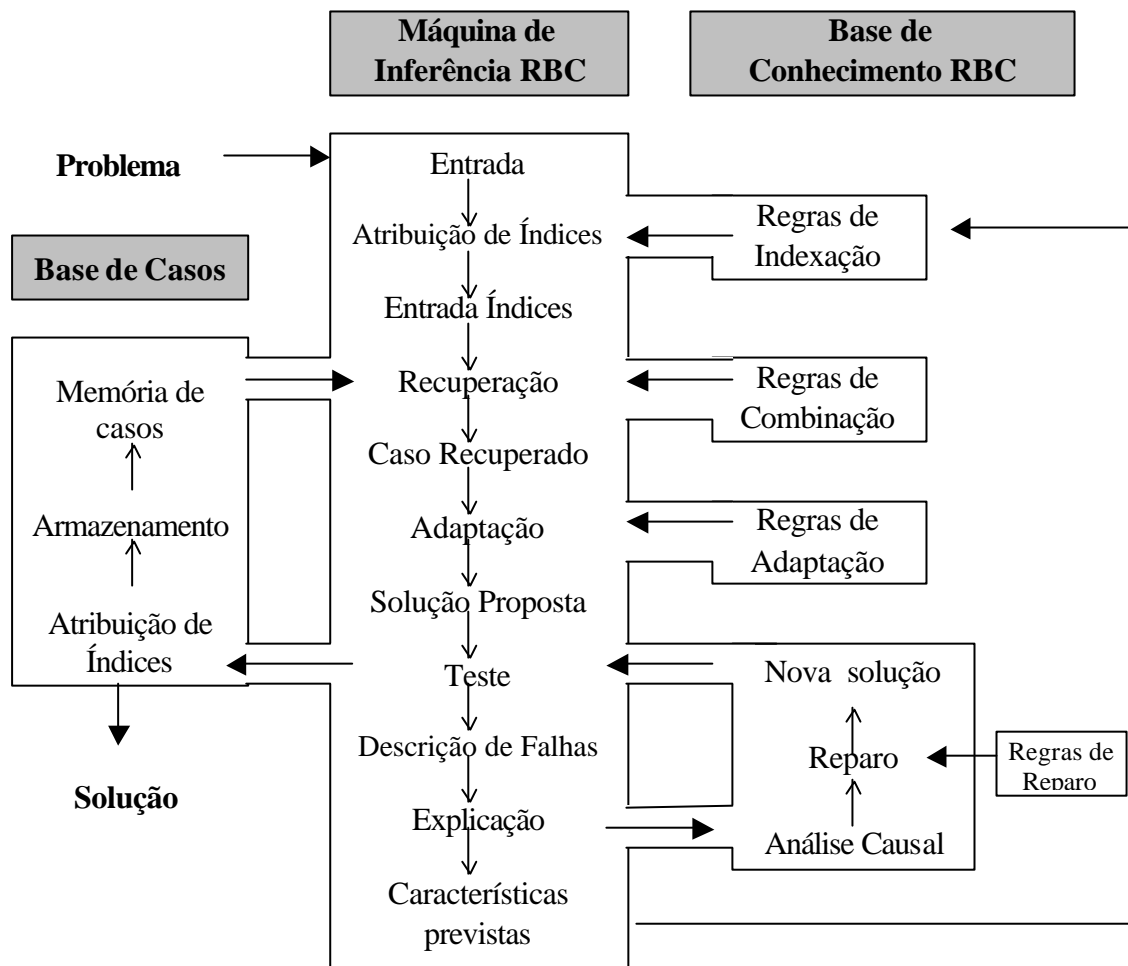 Máquina de
Inferência RBC
Base de
Conhecimento RBC
Problema
Entrada
Regras de
Indexação
Atribuição de Índices
Base de Casos
Entrada Índices
Memória de
casos
Recuperação
Regras de
Combinação
Caso Recuperado
Armazenamento
Adaptação
Regras de
Adaptação
Solução Proposta
Atribuição de
Índices
Teste
Nova solução
Descrição de Falhas
Reparo
Regras de
Reparo
Solução
Explicação
Análise Causal
Características
previstas